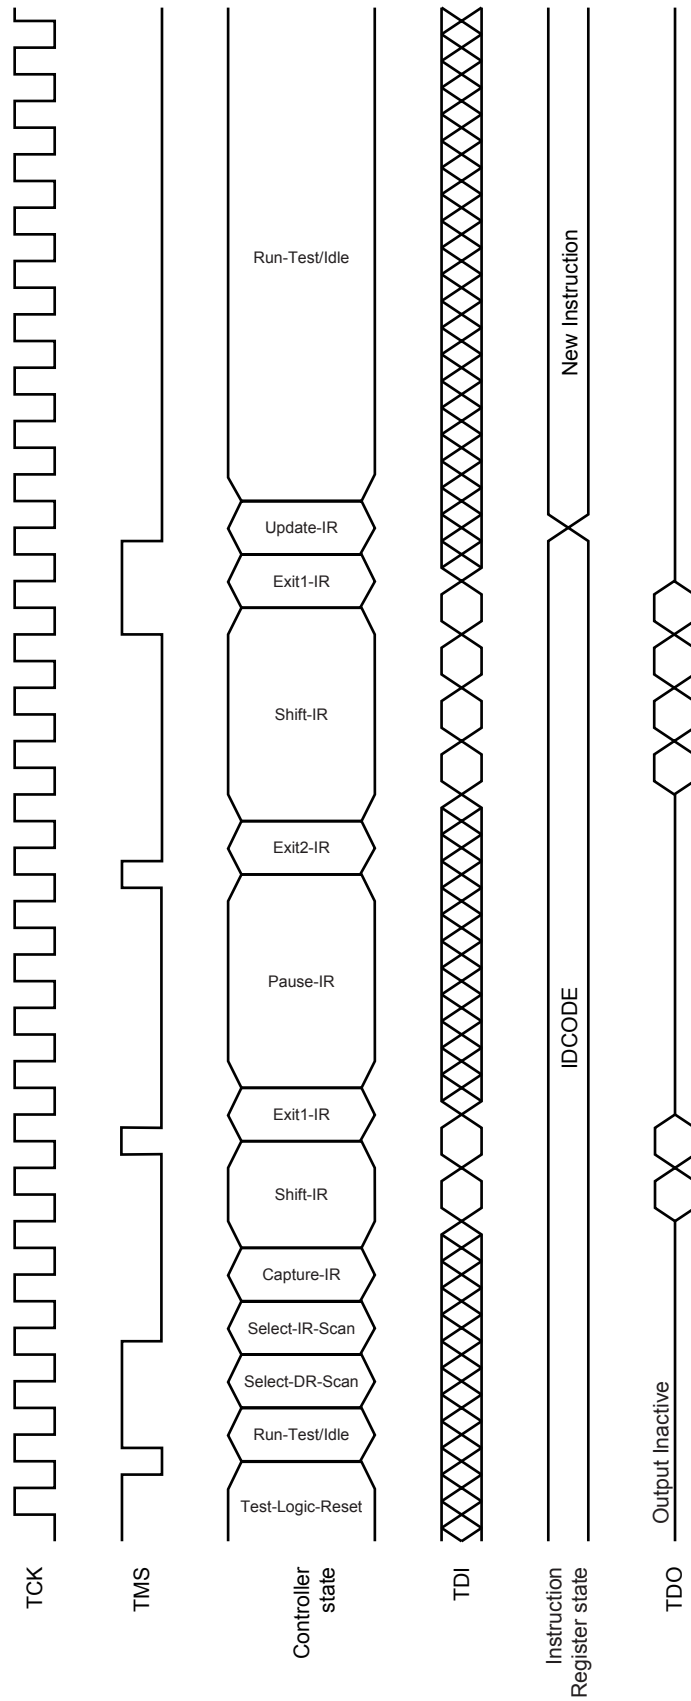 TCK
TMS
Controller
state
Test-Logic-Reset
Run-Test/Idle
Select-DR-Scan
Select-IR-Scan
Capture-IR
Shift-IR
Exit1-IR
Pause-IR
Exit2-IR
Shift-IR
Exit1-IR
Update-IR
Run-Test/Idle
TDI
Instruction
Register state
IDCODE
New Instruction
TDO
Output Inactive